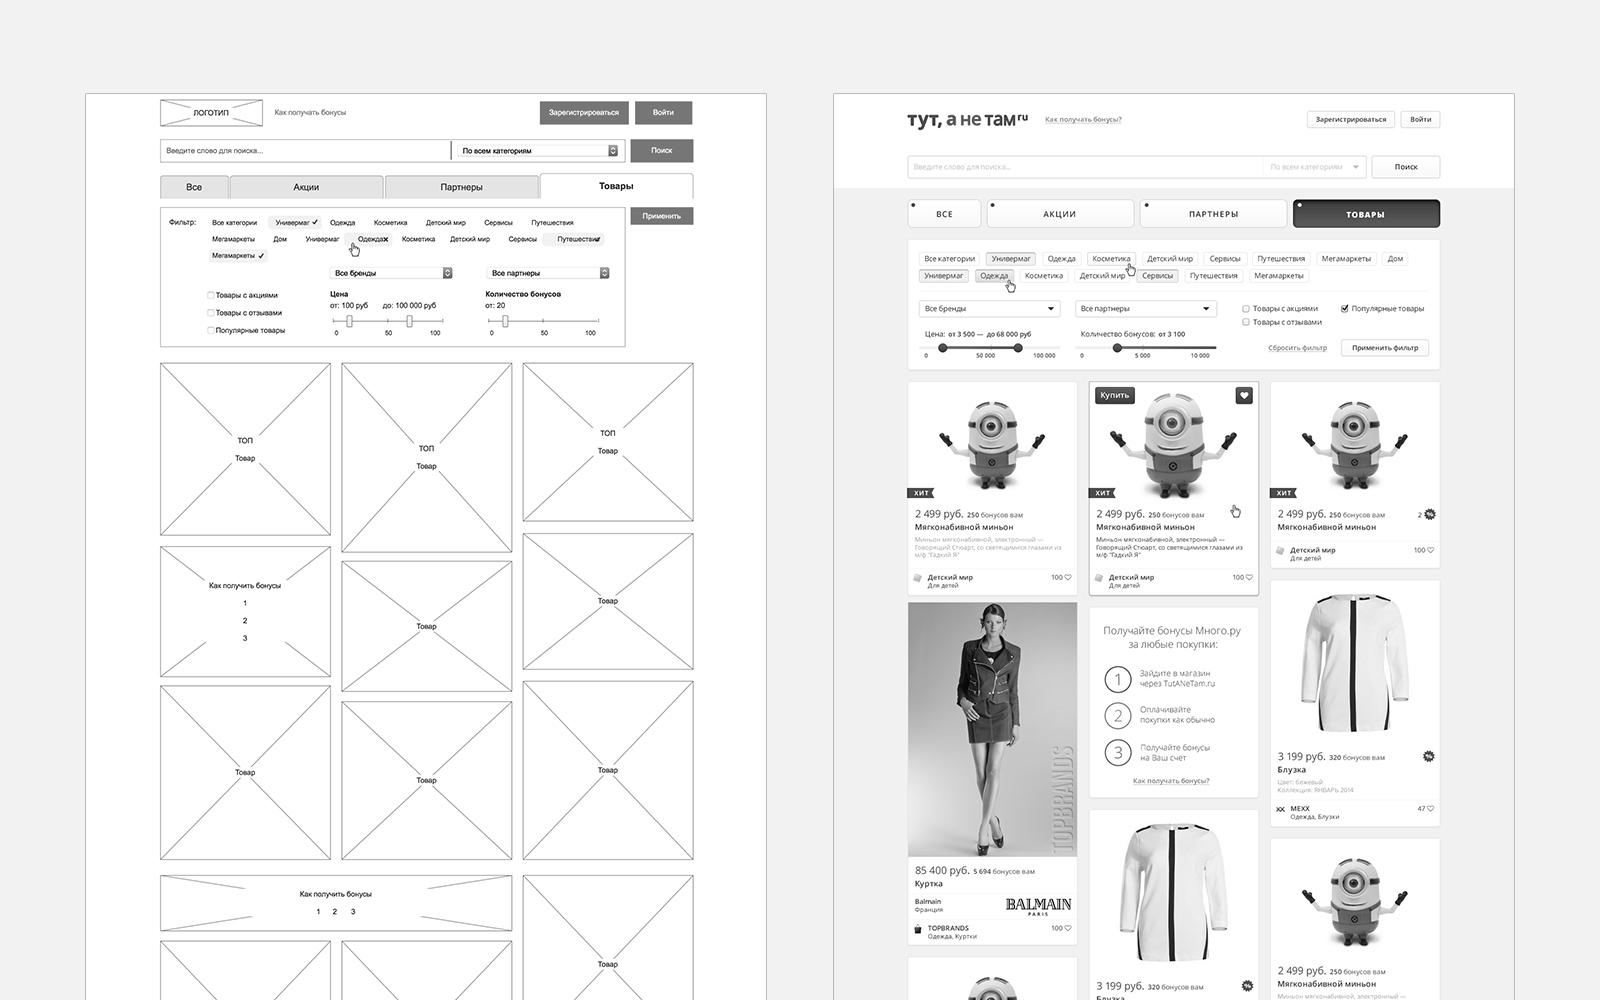 ЛОГОТИП
Как получать бонусы
Зарегистрироваться
Войти
Введите слово для поиска...
По всем категориям
Поиск
Все
Акции
Партнеры
Товары
Фильтр:
Все категории Универмаг Одежда Косметика Детский мир Сервисы Путешествия
Применить
Мегамаркеты Дом Универмаг Одежда Косметика Детский мир Сервисы Путешествия
Мегамаркеты
Все бренды
Все партнеры
Товары с акциями
Товары с отзывами
Популярные товары
Цена
от: 100 руб до: 100 000 руб
0 50 100
Количество бонусов
от: 20
0 50 100
ТОП
Товар
ТОП
Товар
ТОП
Товар
Как получить бонусы
1
2
3
Товар
Товар
Товар
Товар
Товар
Как получить бонусы
1 2 3
Товар
тут, а не там ru
Как получать бонусы?
Зарегистрироваться
Войти
Введите слово для поиска...
По всем категориям
Поиск
ВСЕ
АКЦИИ
ПАРТНЕРЫ
ТОВАРЫ
Все категории Универмаг Одежда Косметика Детский мир Сервисы Путешествия Мегамаркеты Дом
Универмаг Одежда Косметика Детский мир Сервисы Путешествия Мегамаркеты
Все бренды
Все партнеры
Товары с акциями
Популярные товары
Товары с отзывами
Цена: от 3 500 — до 68 000 руб
0 50 000 100 000
Количество бонусов: от 3 100
0 5 000 10 000
Сбросить фильтр
Применить фильтр
ХИТ
2 499 руб. 250 бонусов вам
Мягконабивной миньон
Миньон мягконабивной, электронный —
Говорящий Стюарт, со светящимися глазами из
м/ф "Гадкий Я"
Детский мир
Для детей
100
Купить
ХИТ
2 499 руб. 250 бонусов вам
Мягконабивной миньон
Миньон мягконабивной, электронный —
Говорящий Стюарт, со светящимися глазами из
м/ф "Гадкий Я"
Детский мир
Для детей
100
ХИТ
2 499 руб. 250 бонусов вам
2 %
Мягконабивной миньон
Детский мир
Для детей
100
TOPBRANDS
85 400 руб. 5 694 бонусов вам
Куртка
Balmain
Франция
BALMAIN
PARIS
TOPBRANDS
Одежда, Куртки
100
Получайте бонусы Много.ру
за любые покупки:
1
Зайдите в магазин
через TutANeTam.ru
2
Оплачивайте
покупки как обычно
3
Получайте бонусы
на Ваш счет
Как получать бонусы?
3 199 руб. 320 бонусов вам
%
Блузка
Цвет: бежевый
Коллекция: ЯНВАРЬ 2014
XX
MEXX
Одежда, Блузки
47
3 199 руб. 320 бонусов вам
%
Блузка
2 499 руб. 250 бонусов вам
Мягконабивной миньон
Миньон мягконабивной, электронный —